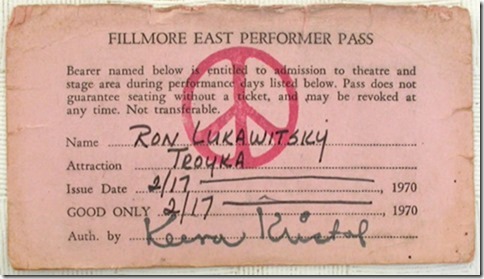 FILLMORE EAST PERFORMER PASS
Bearer named below is entitled to admission to theatre and
stage area during performance days listed below. Pass does not
guarantee seating without a ticket, and may be revoked at
any time. Not transferable.
Name RON LUKAWITSKY
Attraction TROYKA
Issue Date 2/17, 1970
GOOD ONLY 2/17, 1970
Auth. by